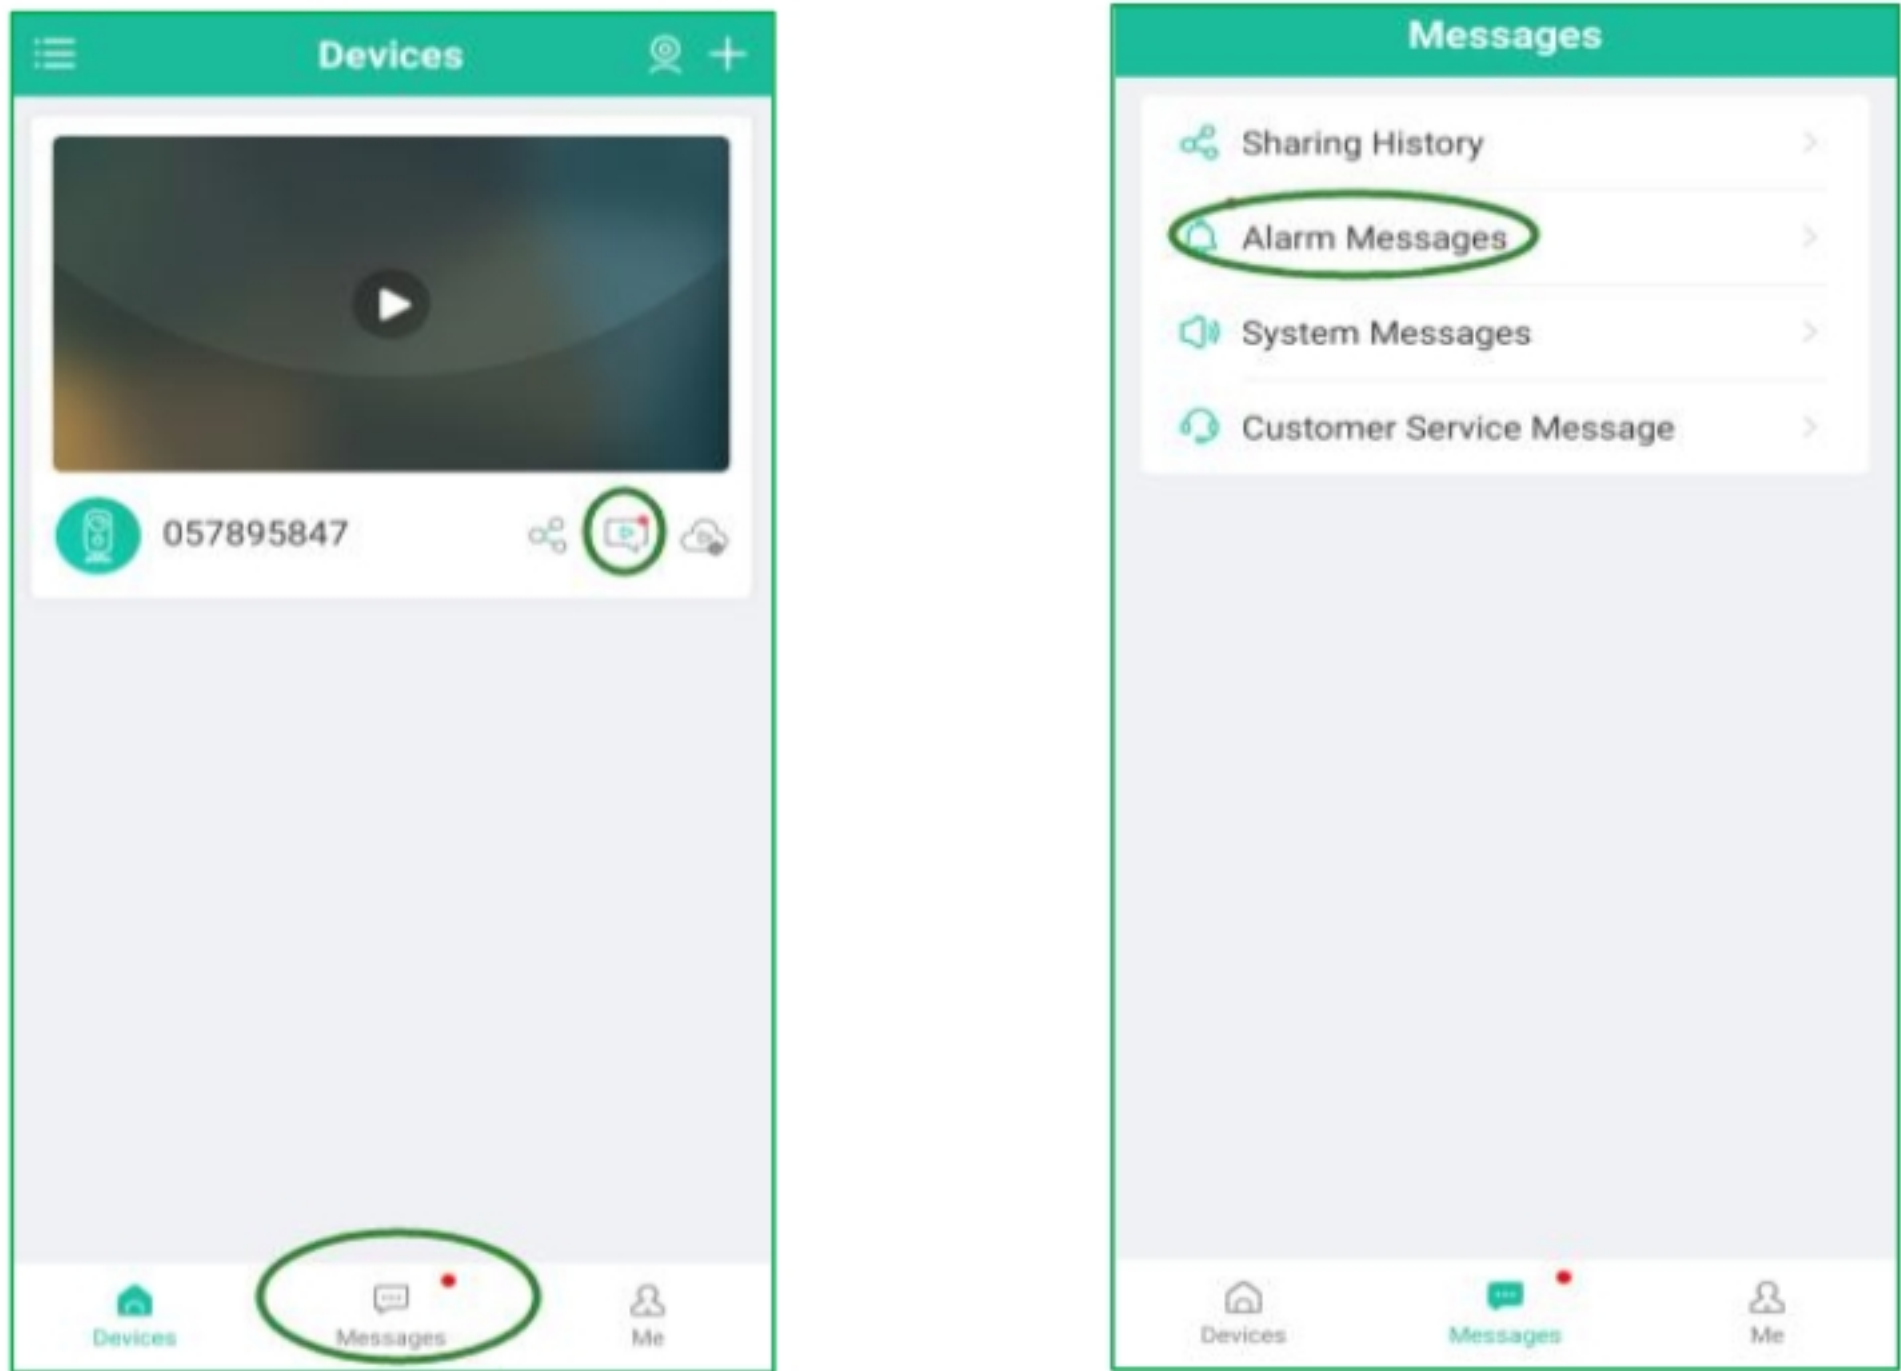 Devices
057895847
Devices
Messages
Me
Messages
Sharing History
Alarm Messages
System Messages
Customer Service Message
Devices
Messages
Me